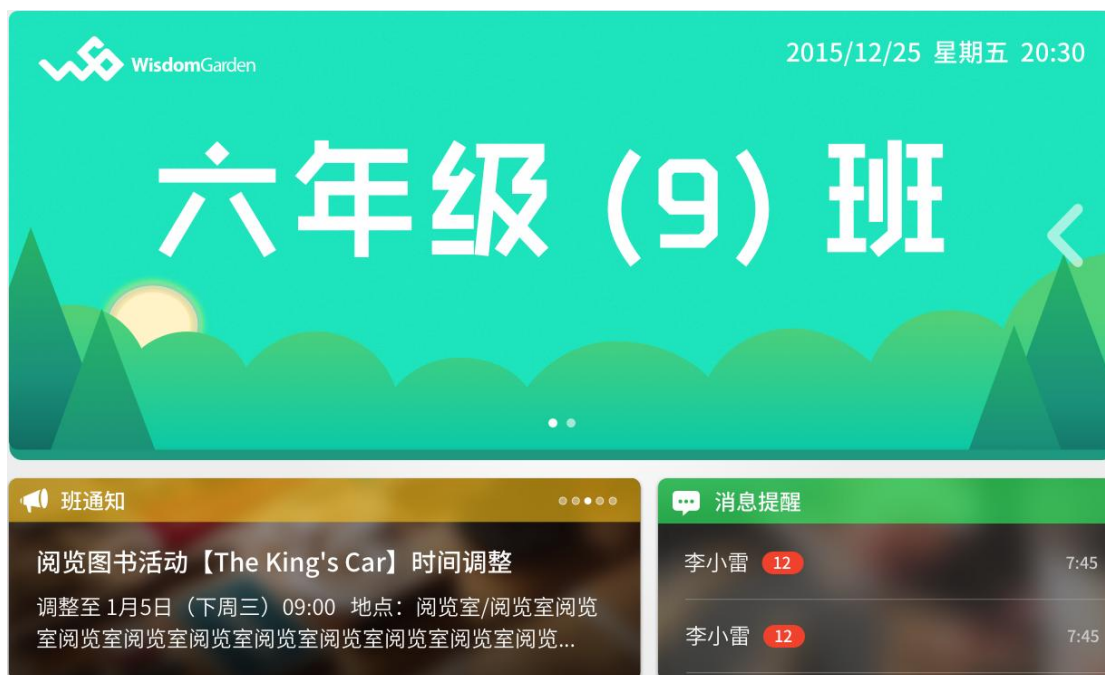 WisdomGarden
2015/12/25 星期五 20:30
六年级(9)班
班通知
阅览图书活动【The King's Car】时间调整
调整至 1月5日（下周三）09:00 地点：阅览室/阅览室阅览
室阅览室阅览室阅览室阅览室阅览室阅览室阅览室阅览...
消息提醒
李小雷 12 7:45
李小雷 12 7:45